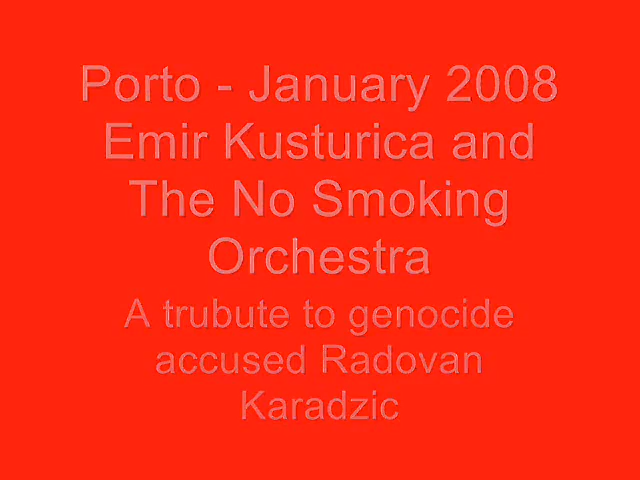 Porto - January 2008
Emir Kusturica and
The No Smoking
Orchestra
A trubute to genocide
accused Radovan
Karadzic